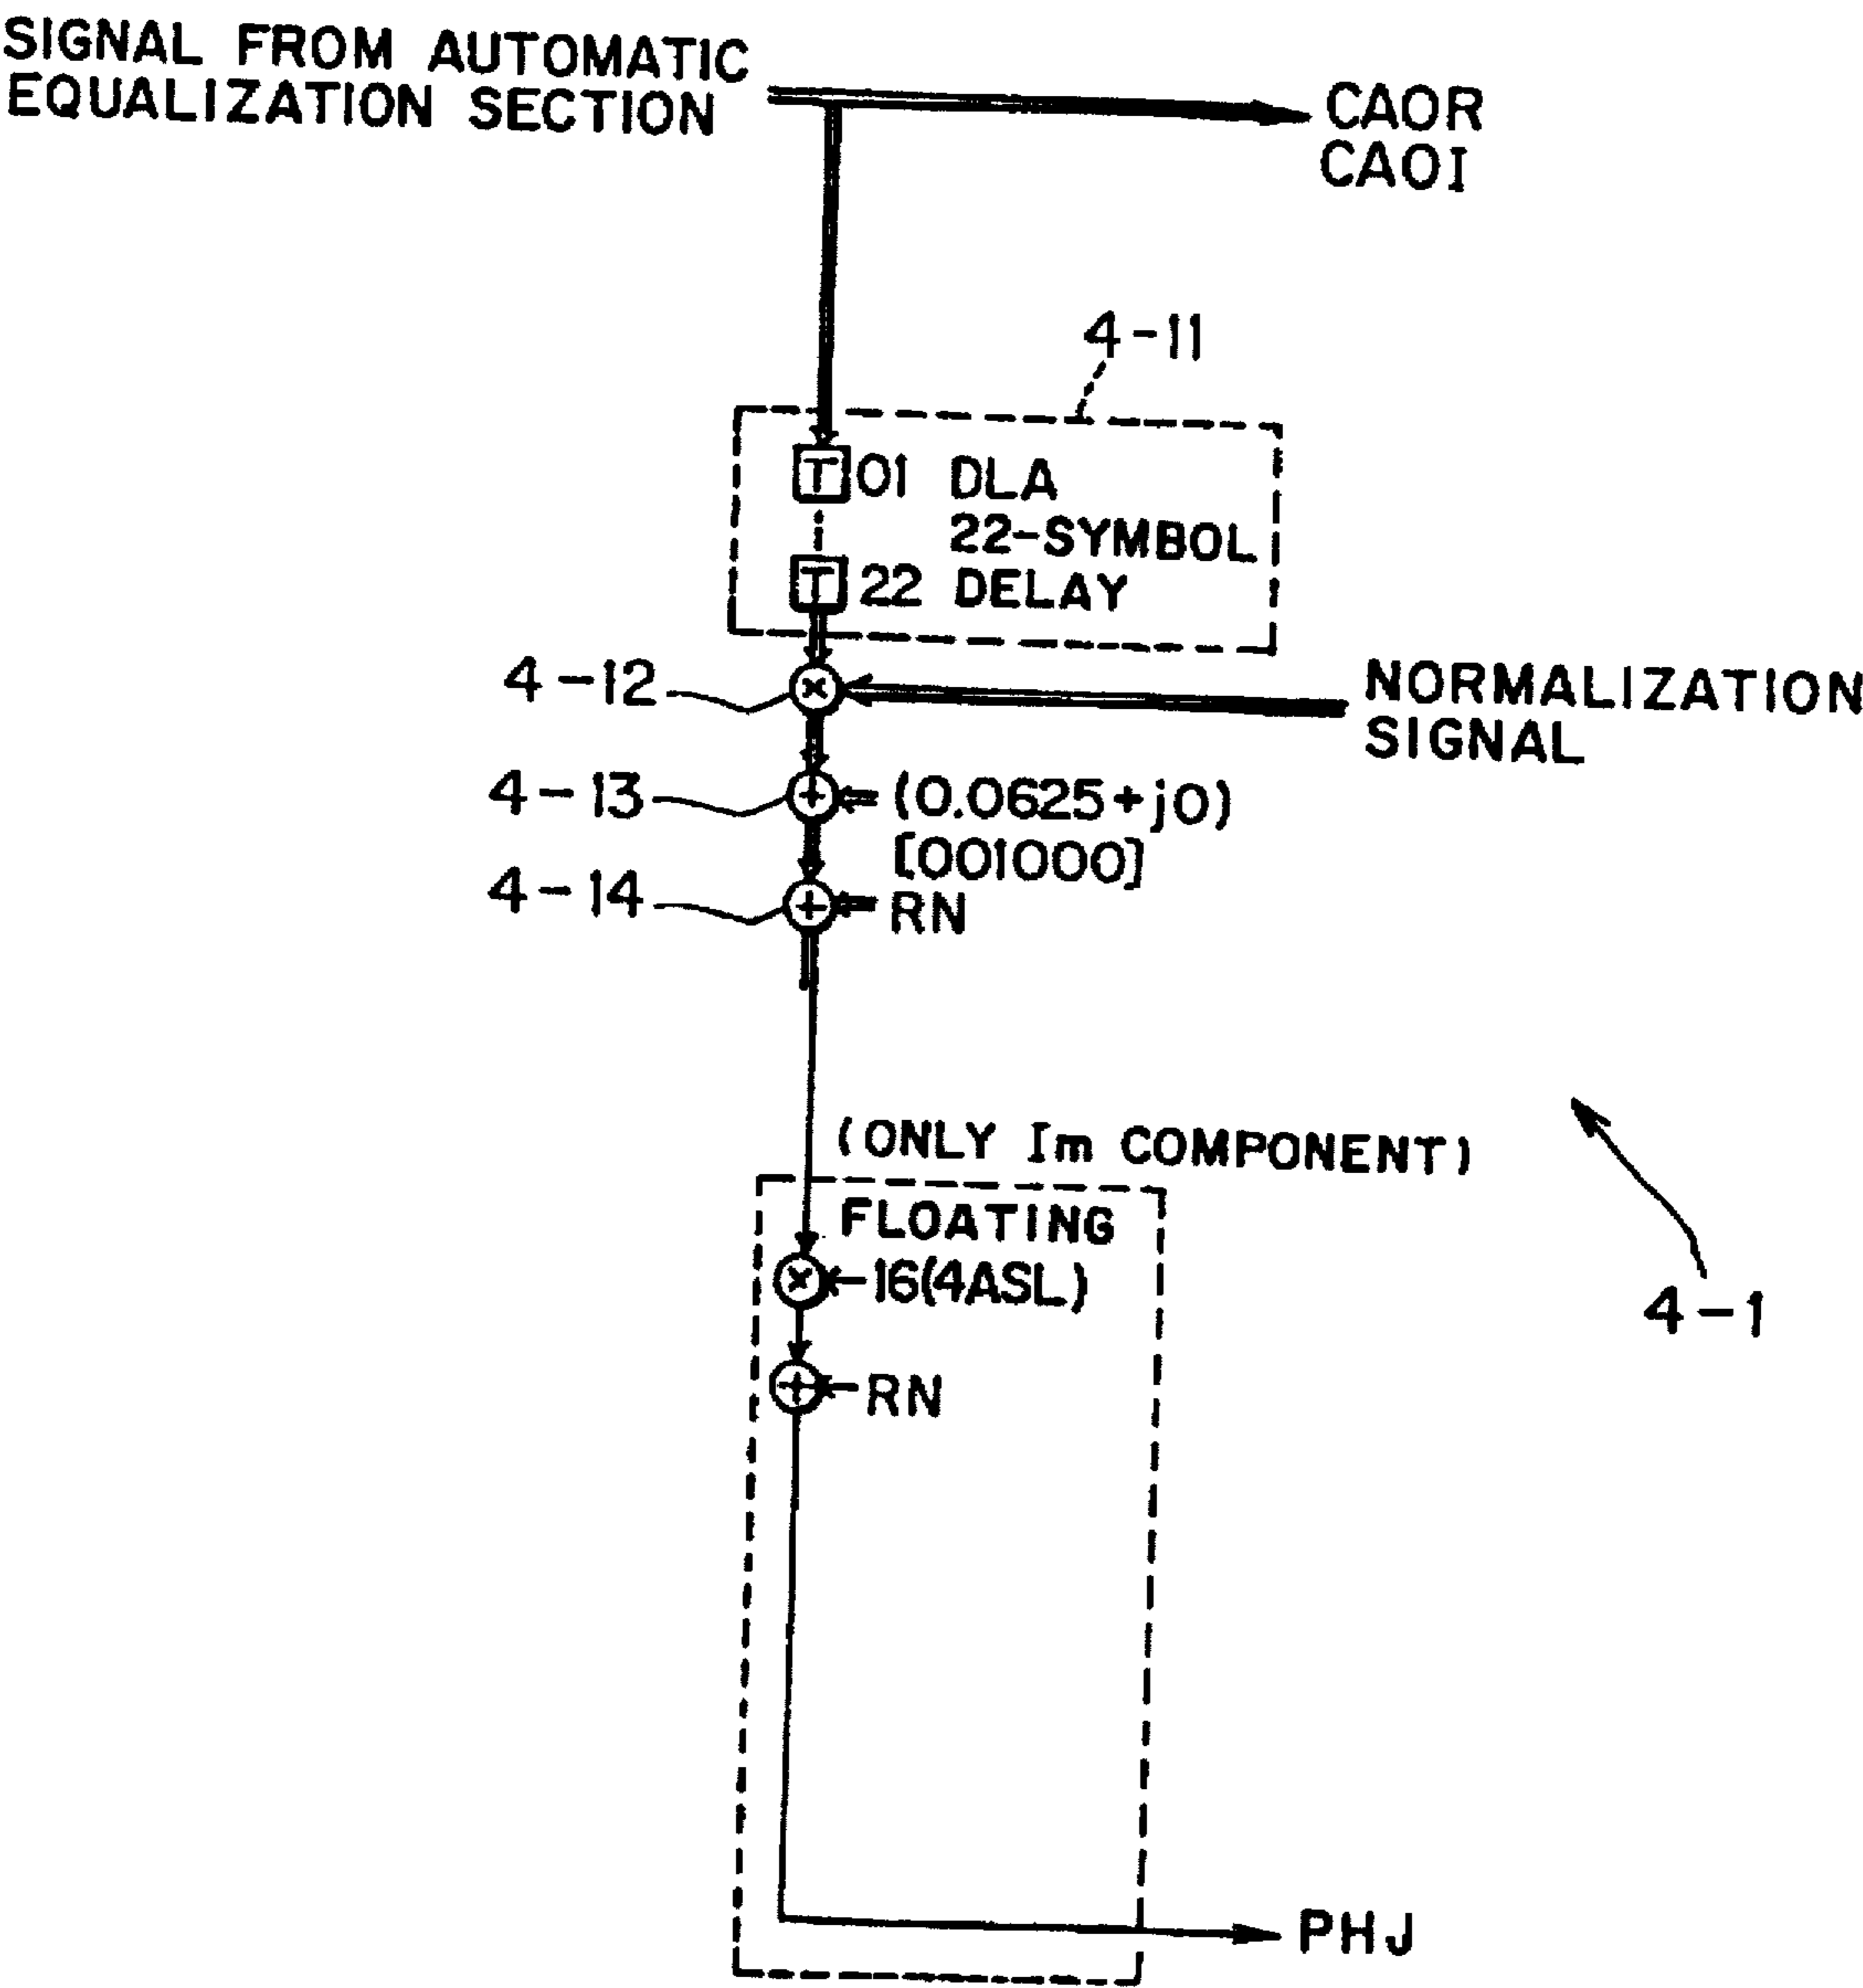 SIGNAL FROM AUTOMATIC
EQUALIZATION SECTION
CAOR
CAOI
4-11
T 01 DLA
22-SYMBOL
T 22 DELAY
4-12
×
NORMALIZATION
SIGNAL
4-13
+
(0.0625+j0)
[001000]
4-14
+
RN
(ONLY Im COMPONENT)
FLOATING
×
16(4ASL)
4-1
+
RN
PHJ